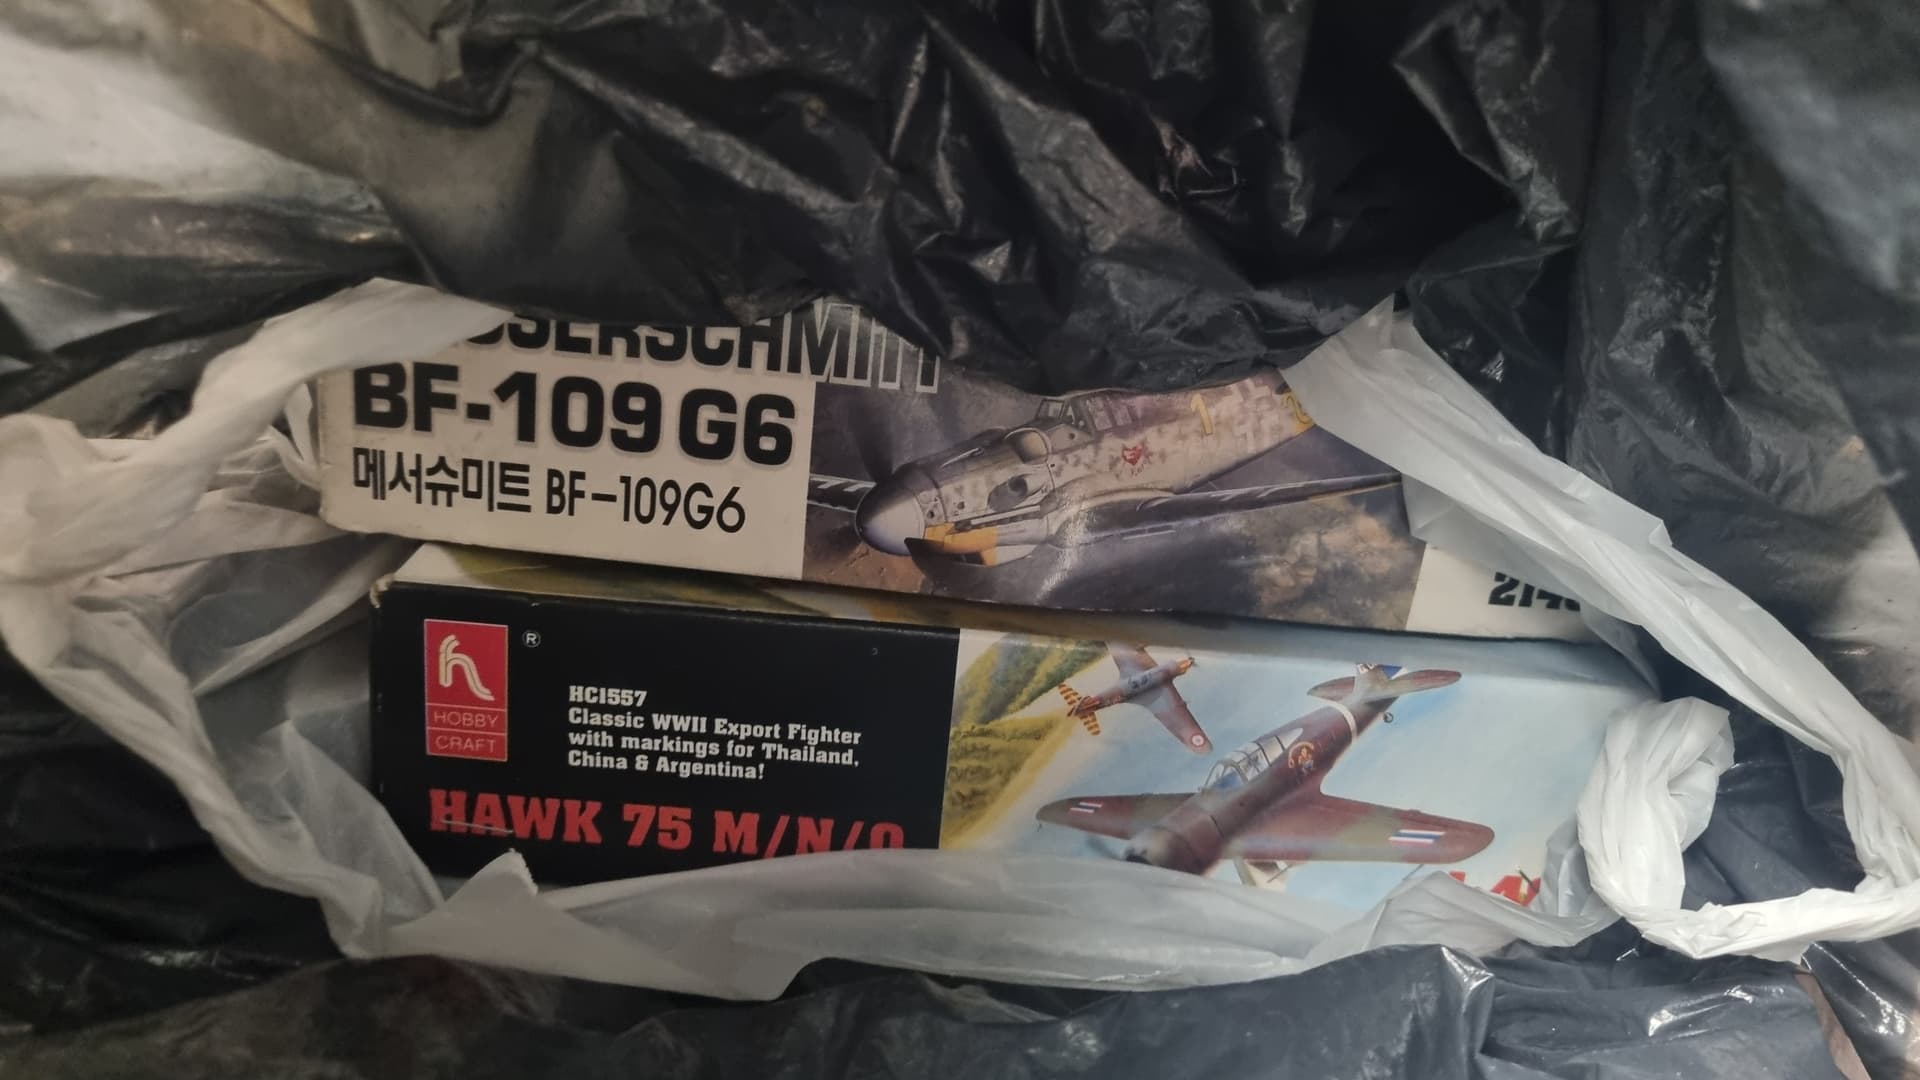 BF-109 G6
메서슈미트 BF-109G6
1
HOBBY
CRAFT
®
HC1557
Classic WWII Export Fighter
with markings for Thailand,
China & Argentina!
HAWK 75 M/N/O